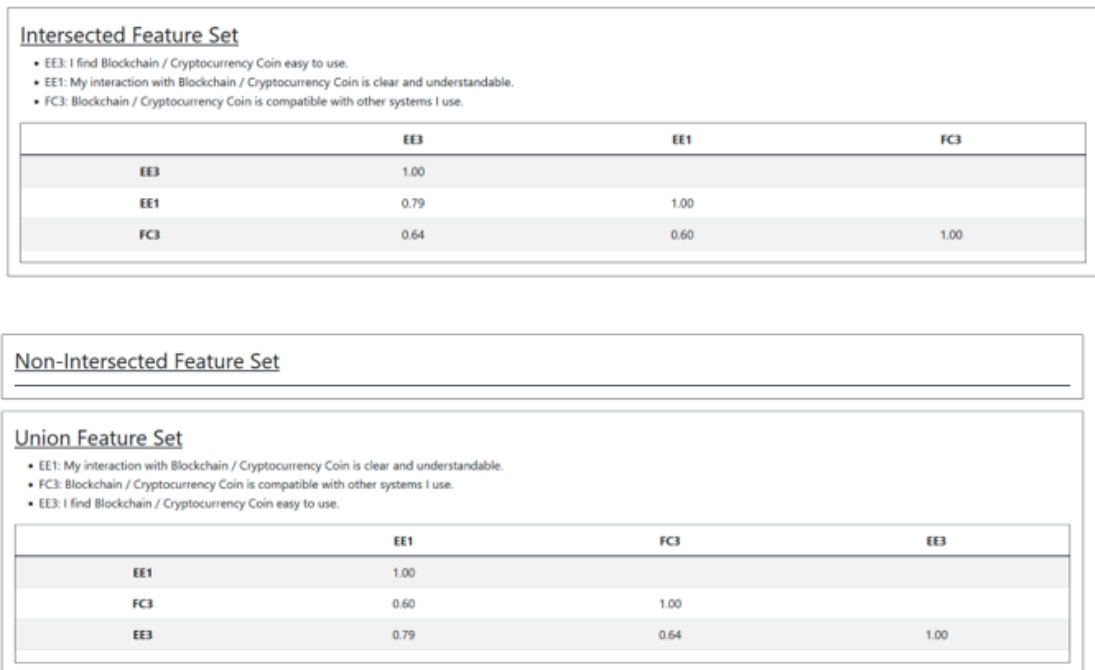 Intersected Feature Set
• EE3: I find Blockchain / Cryptocurrency Coin easy to use.
• EE1: My interaction with Blockchain / Cryptocurrency Coin is clear and understandable.
• FC3: Blockchain / Cryptocurrency Coin is compatible with other systems I use.
EE3 EE1 FC3
EE3 1.00
EE1 0.79 1.00
FC3 0.64 0.60 1.00
Non-Intersected Feature Set
Union Feature Set
• EE1: My interaction with Blockchain / Cryptocurrency Coin is clear and understandable.
• FC3: Blockchain / Cryptocurrency Coin is compatible with other systems I use.
• EE3: I find Blockchain / Cryptocurrency Coin easy to use.
EE1 FC3 EE3
EE1 1.00
FC3 0.60 1.00
EE3 0.79 0.64 1.00